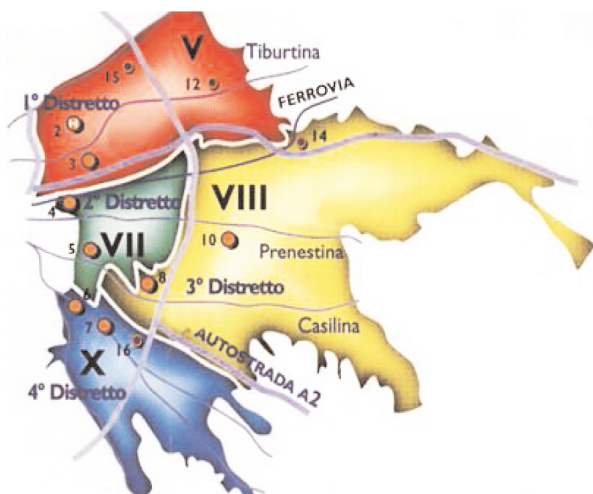 V
Tiburtina
15
12
FERROVIA
1° Distretto
2
H
14
3
2° Distretto
VIII
4
VII
10
Prenestina
5
8
3° Distretto
6
Casilina
7
16
AUTOSTRADA A2
X
4° Distretto